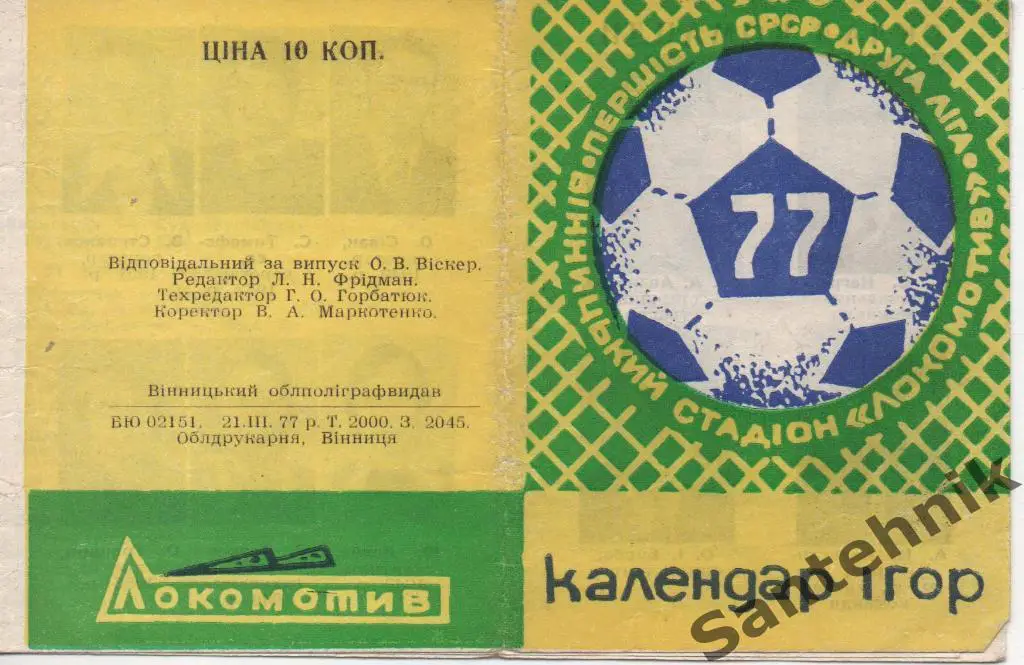 ЦІНА 10 КОП.
Відповідальний за випуск О. В. Віскер.
Редактор Л. Н. Фрідман.
Техредактор Г. О. Горбатюк.
Коректор В. А. Маркотенко.
Вінницький облполіграфвидав
БЮ 02151. 21.III. 77 р. Т. 2000. З. 2045.
Облдрукарня, Вінниця
ЛОКОМОТИВ
ПЕРШІСТЬ СРСР • ДРУГА ЛІГА •
ВІННИЦЬКИЙ СТАДІОН «ЛОКОМОТИВ»
77
календар ігор
Santehnik